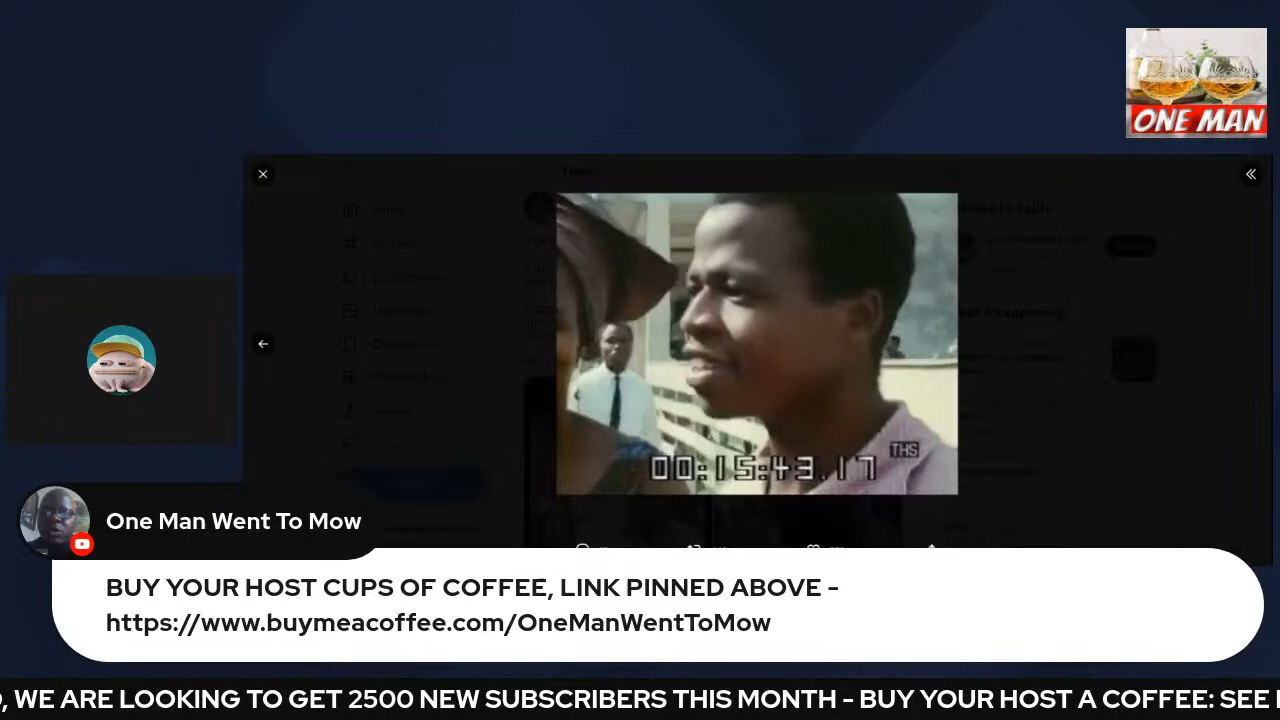 ONE MAN
THS
00:15:43.17
One Man Went To Mow
BUY YOUR HOST CUPS OF COFFEE, LINK PINNED ABOVE -
https://www.buymeacoffee.com/OneManWentToMow
, WE ARE LOOKING TO GET 2500 NEW SUBSCRIBERS THIS MONTH - BUY YOUR HOST A COFFEE: SEE